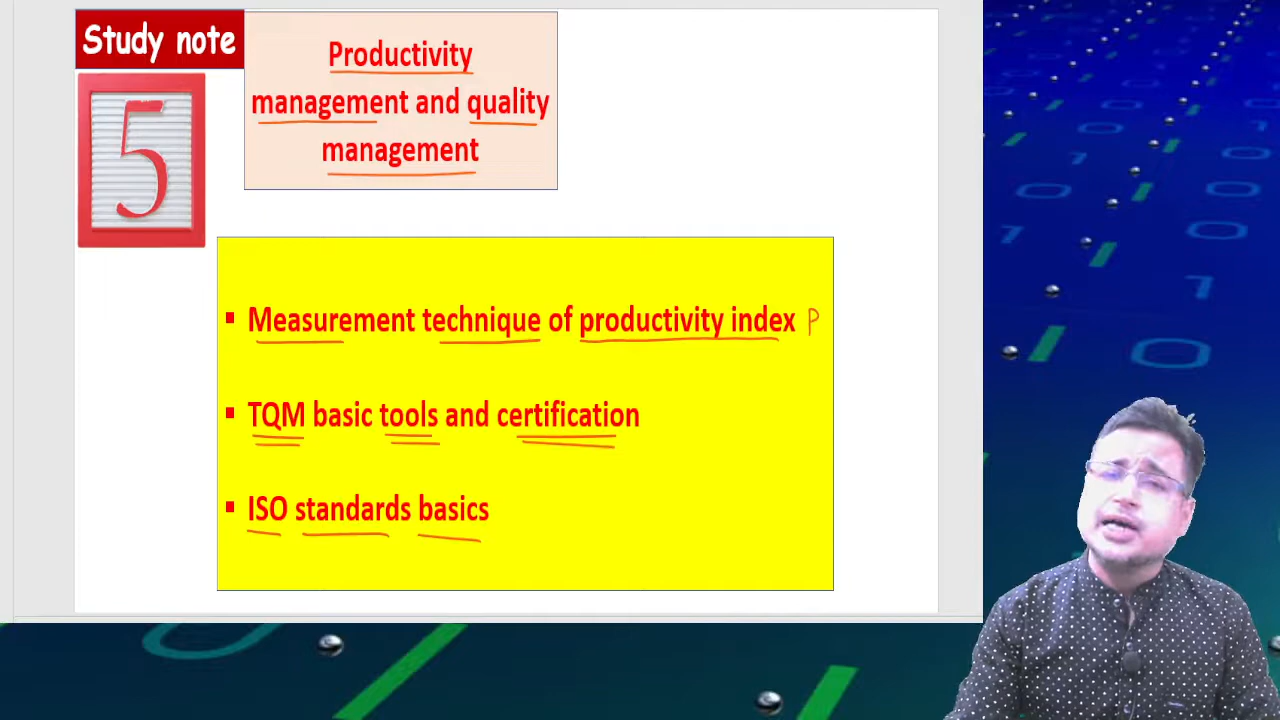 Study note
5
Productivity
management and quality
management
▪ Measurement technique of productivity index P
▪ TQM basic tools and certification
▪ ISO standards basics